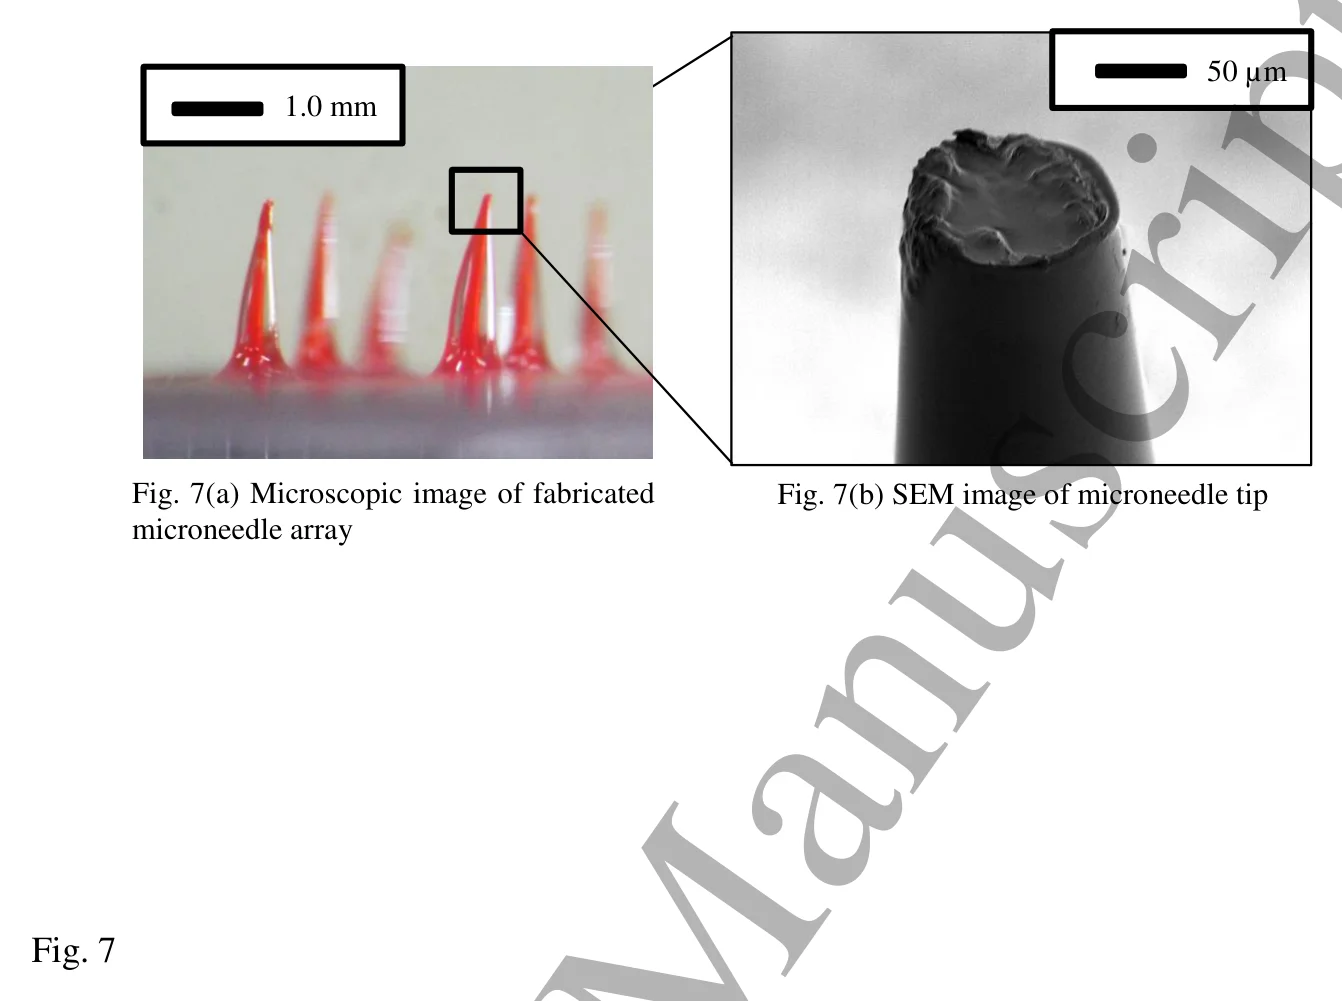 1.0 mm
50 µm
Fig. 7(a) Microscopic image of fabricated
microneedle array
Fig. 7(b) SEM image of microneedle tip
Manuscrip
Fig. 7